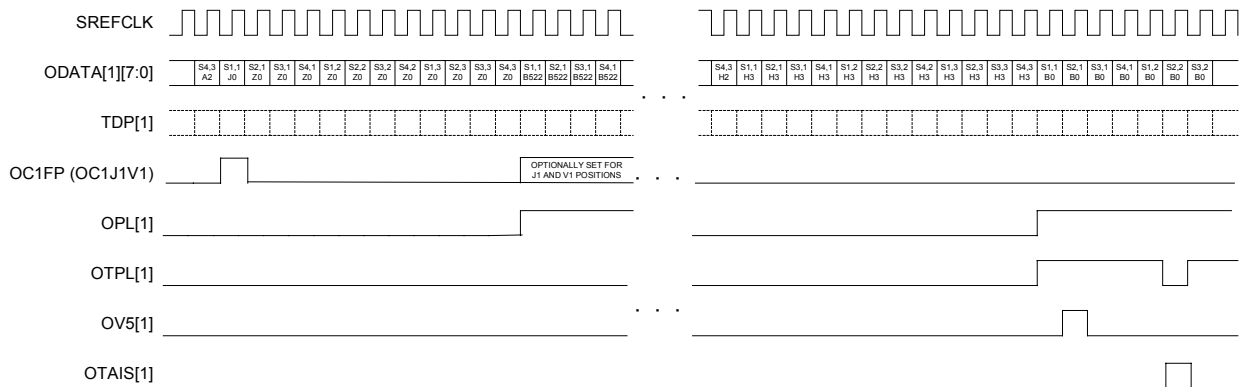 SREFCLK
ODATA[1][7:0]
S4,3 S1,1 S2,1 S3,1 S4,1 S1,2 S2,2 S3,2 S4,2 S1,3 S2,3 S3,3 S4,3 S1,1 S2,1 S3,1 S4,1
A2 J0 Z0 Z0 Z0 Z0 Z0 Z0 Z0 Z0 Z0 Z0 Z0 B522 B522 B522 B522
S4,3 S1,1 S2,1 S3,1 S4,1 S1,2 S2,2 S3,2 S4,2 S1,3 S2,3 S3,3 S4,3 S1,1 S2,1 S3,1 S4,1 S1,2 S2,2 S3,2
H2 H3 H3 H3 H3 H3 H3 H3 H3 H3 H3 H3 H3 B0 B0 B0 B0 B0 B0 B0
. . .
TDP[1]
OC1FP (OC1J1V1)
OPTIONALLY SET FOR
J1 AND V1 POSITIONS
. . .
OPL[1]
OTPL[1]
OV5[1]
. . .
OTAIS[1]